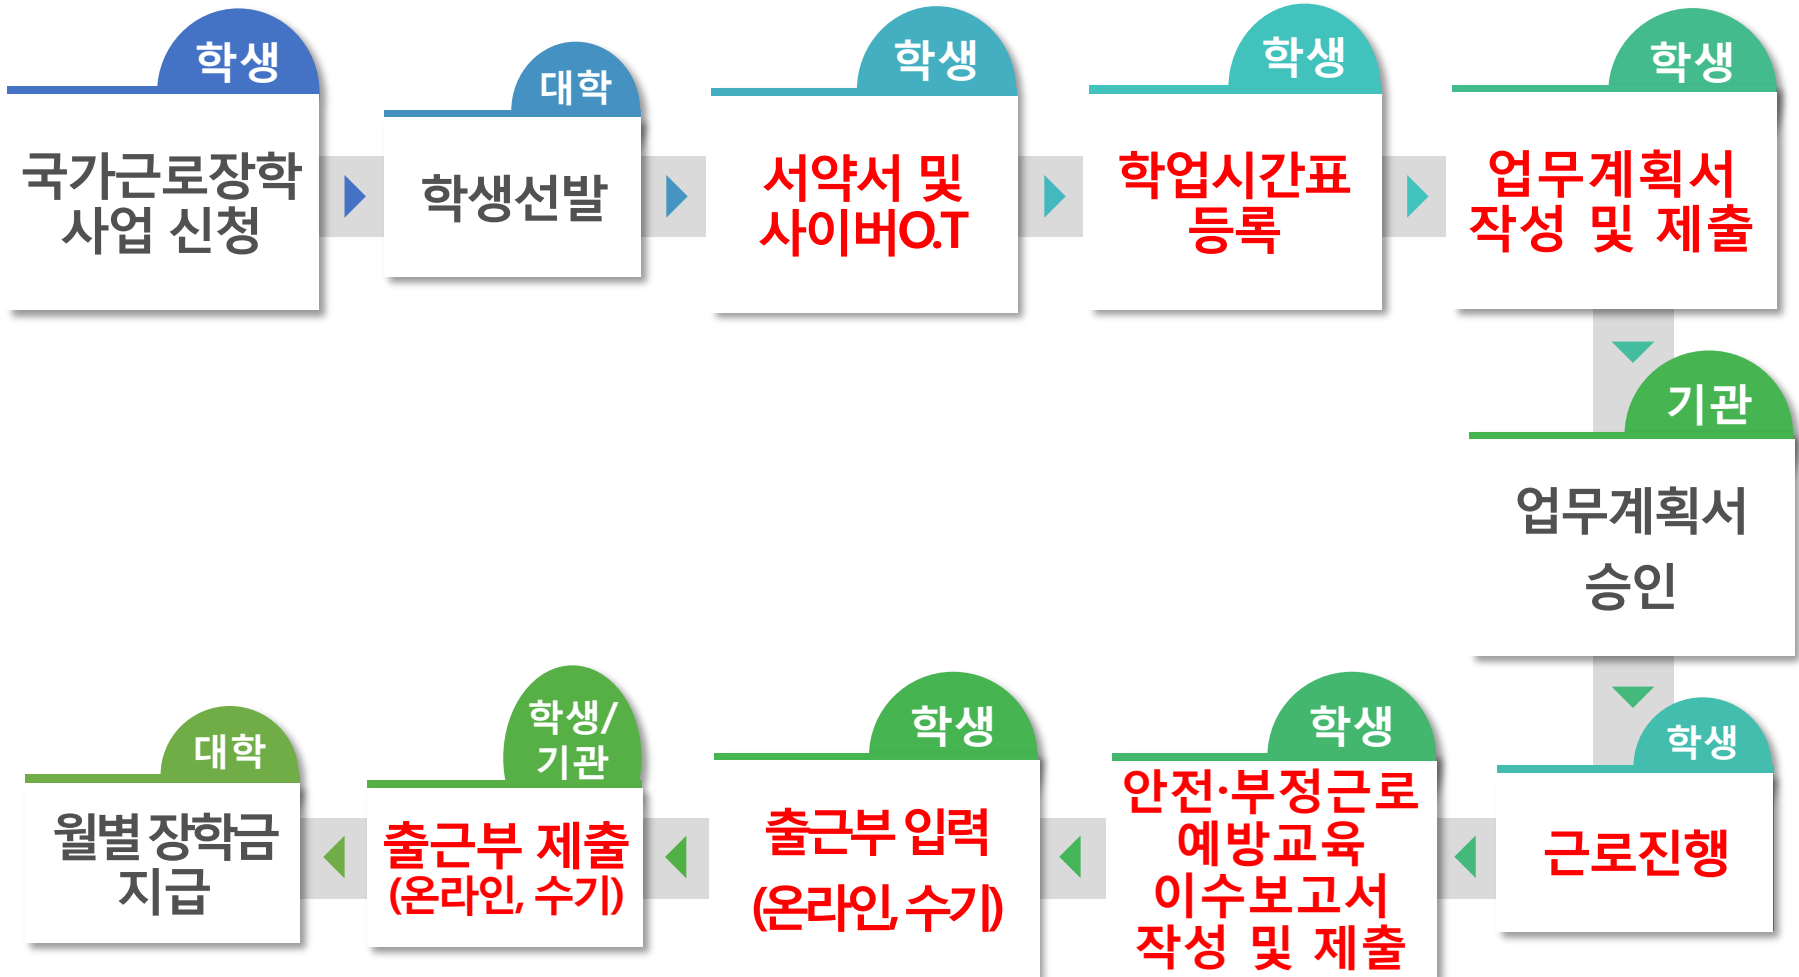 학생
국가근로장학
사업 신청
대학
학생선발
학생
서약서 및
사이버O.T
학생
학업시간표
등록
학생
업무계획서
작성 및 제출
기관
업무계획서
승인
학생
근로진행
학생
안전·부정근로
예방교육
이수보고서
작성 및 제출
학생
출근부 입력
(온라인, 수기)
학생/
기관
출근부 제출
(온라인, 수기)
대학
월별 장학금
지급